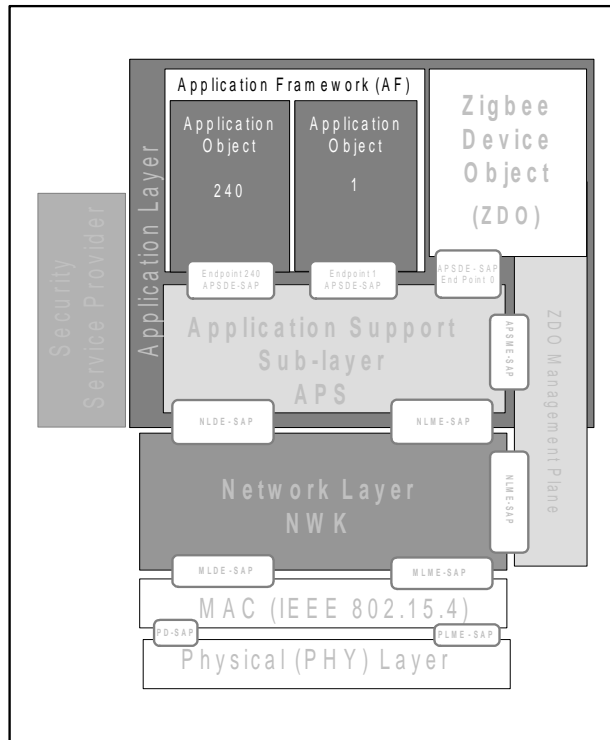 Application Framework (AF)
Application
Object
240
Application
Object
1
Zigbee
Device
Object
(ZDO)
Application Layer
Security
Service Provider
Endpoint 240
APSDE-SAP
Endpoint 1
APSDE-SAP
APSDE-SAP
End Point 0
Application Support
Sub-layer
APS
APSME-SAP
ZDO Management Plane
NLDE-SAP
NLME-SAP
Network Layer
NWK
NLME-SAP
MLDE-SAP
MLME-SAP
MAC (IEEE 802.15.4)
PD-SAP
PLME-SAP
Physical (PHY) Layer